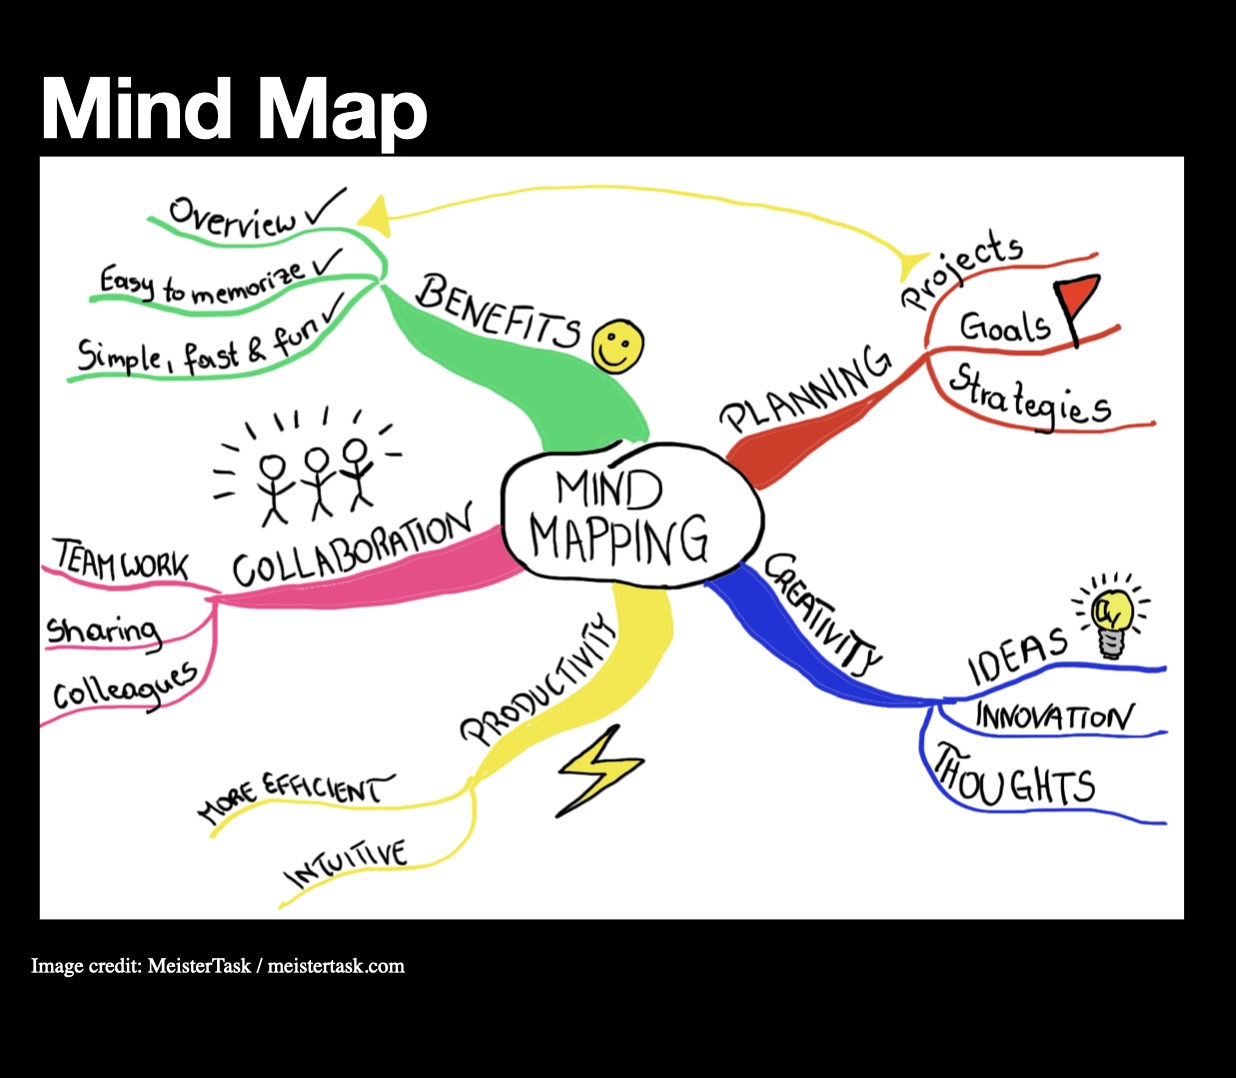 Mind Map
Overview
Easy to memorize
Simple, fast & fun
BENEFITS
Projects
Goals
Strategies
PLANNING
MIND
MAPPING
COLLABORATION
TEAMWORK
Sharing
Colleagues
CREATIVITY
IDEAS
INNOVATION
THOUGHTS
PRODUCTIVITY
MORE EFFICIENT
INTUITIVE
Image credit: MeisterTask / meistertask.com